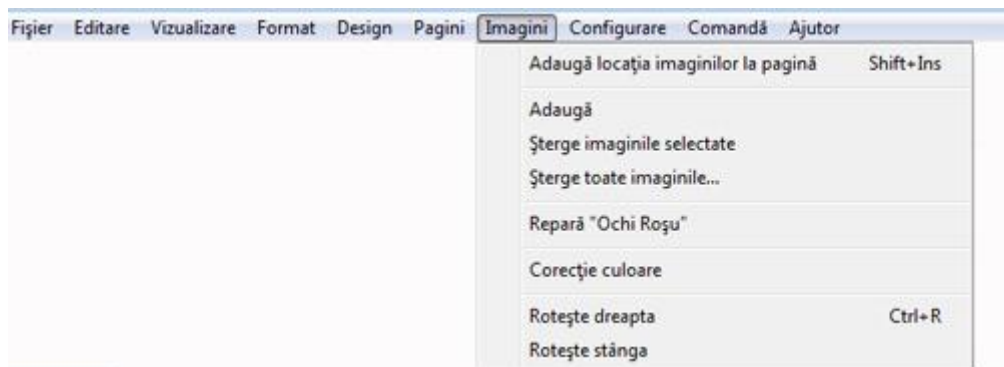 Fişier Editare Vizualizare Format Design Pagini Imagini Configurare Comandă Ajutor
Adaugă locaţia imaginilor la pagină Shift+Ins
Adaugă
Şterge imaginile selectate
Şterge toate imaginile...
Repară "Ochi Roşu"
Corecţie culoare
Roteşte dreapta Ctrl+R
Roteşte stânga